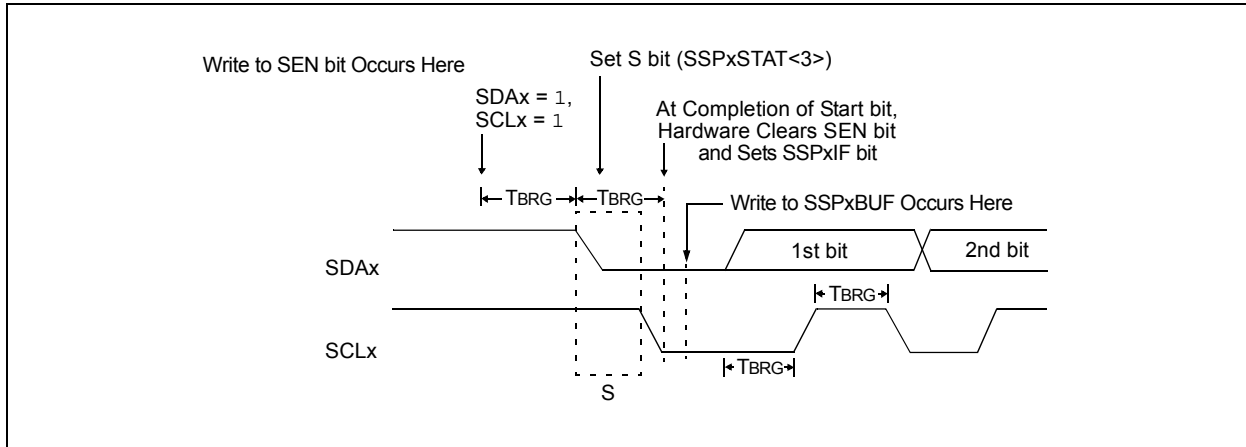 Write to SEN bit Occurs Here
Set S bit (SSPxSTAT<3>)
SDAx = 1,
SCLx = 1
At Completion of Start bit,
Hardware Clears SEN bit
and Sets SSPxIF bit
TBRG
TBRG
Write to SSPxBUF Occurs Here
SDAx
1st bit
2nd bit
TBRG
SCLx
TBRG
S